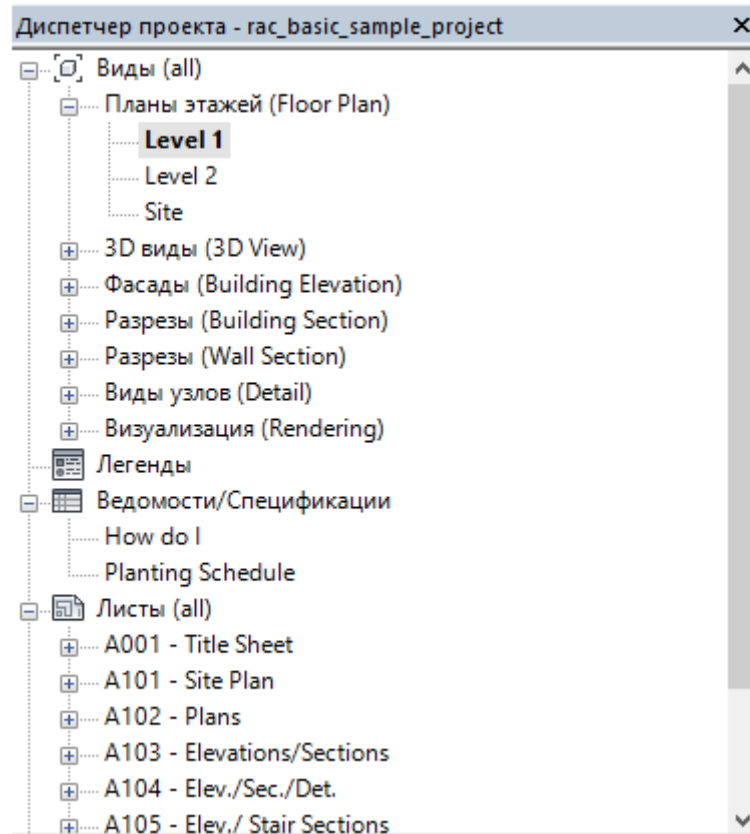 Диспетчер проекта - rac_basic_sample_project
Виды (all)
Планы этажей (Floor Plan)
Level 1
Level 2
Site
3D виды (3D View)
Фасады (Building Elevation)
Разрезы (Building Section)
Разрезы (Wall Section)
Виды узлов (Detail)
Визуализация (Rendering)
Легенды
Ведомости/Спецификации
How do I
Planting Schedule
Листы (all)
A001 - Title Sheet
A101 - Site Plan
A102 - Plans
A103 - Elevations/Sections
A104 - Elev./Sec./Det.
A105 - Elev./ Stair Sections